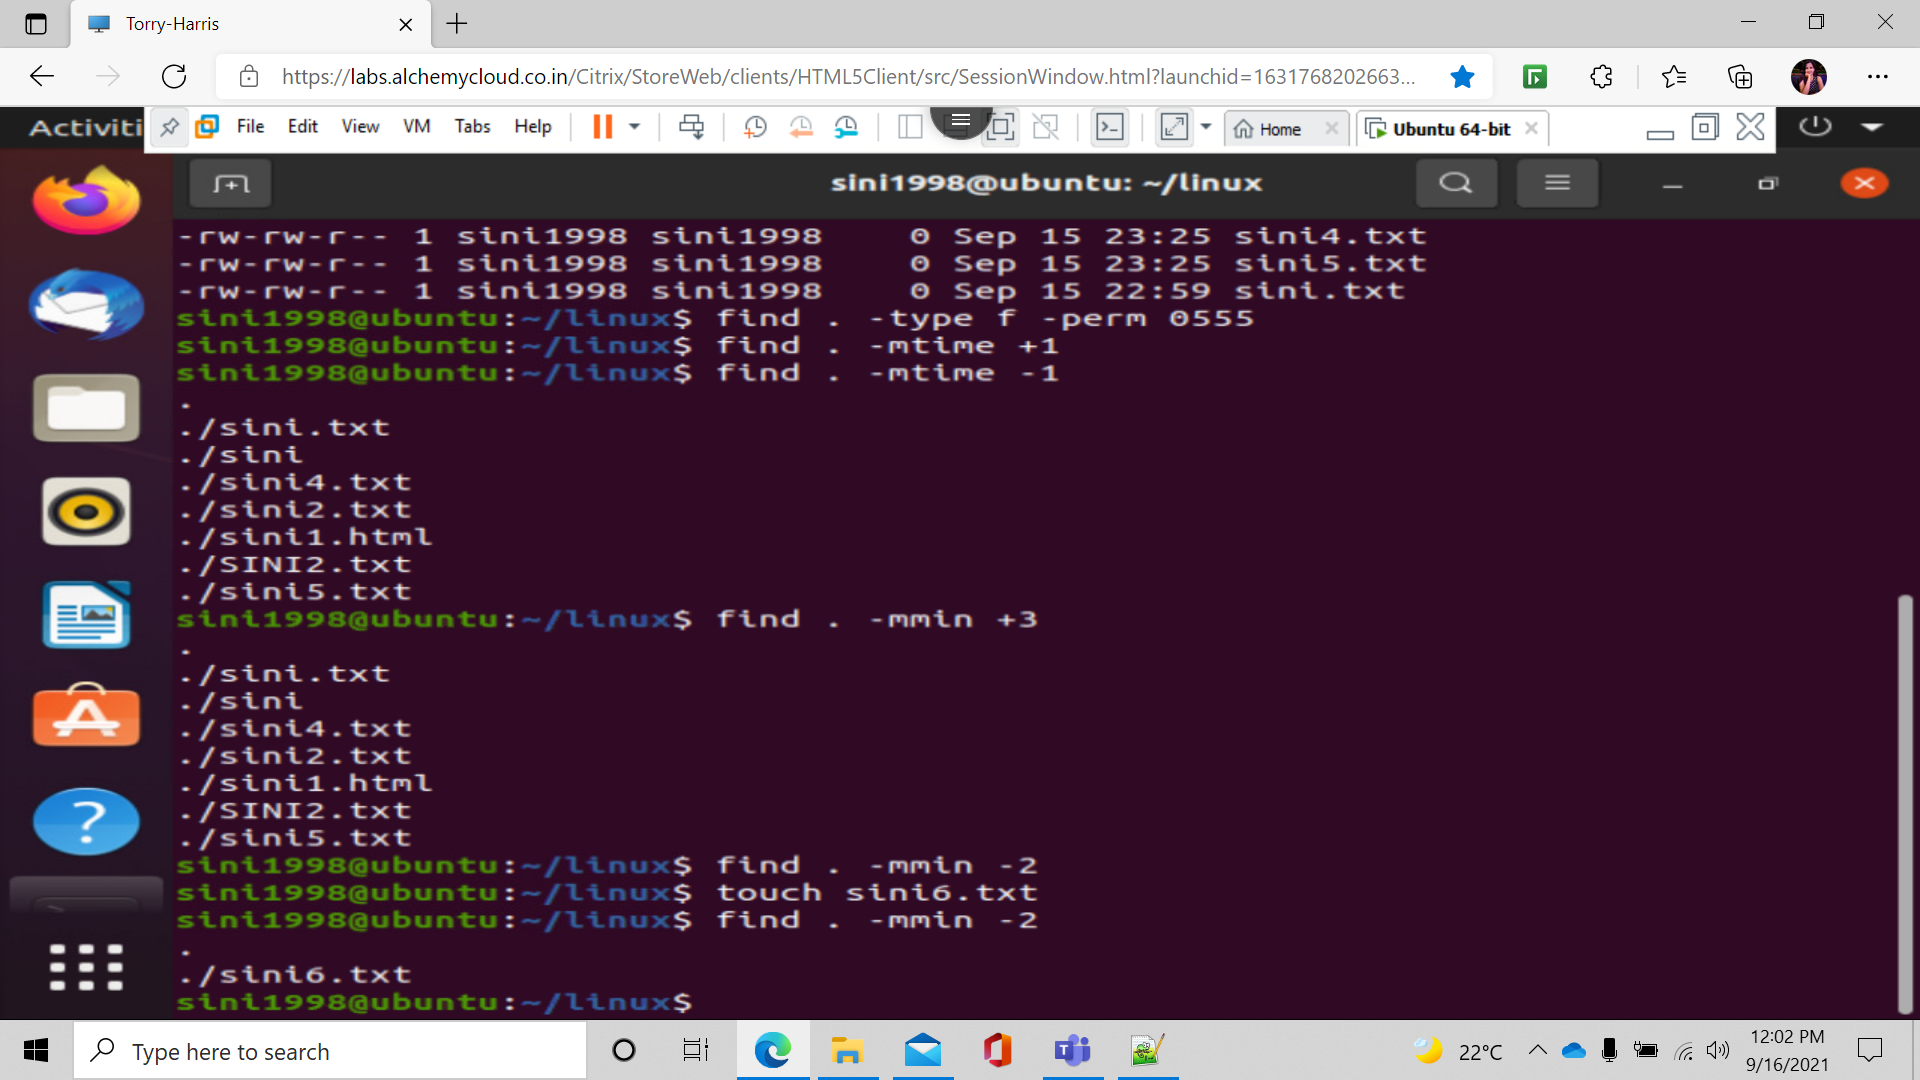 Torry-Harris
https://labs.alchemycloud.co.in/Citrix/StoreWeb/clients/HTML5Client/src/SessionWindow.html?launchid=1631768202663...
Activiti File Edit View VM Tabs Help Home Ubuntu 64-bit
sini1998@ubuntu: ~/linux
-rw-rw-r-- 1 sini1998 sini1998 0 Sep 15 23:25 sini4.txt
-rw-rw-r-- 1 sini1998 sini1998 0 Sep 15 23:25 sini5.txt
-rw-rw-r-- 1 sini1998 sini1998 0 Sep 15 22:59 sini.txt
sini1998@ubuntu:~/linux$ find . -type f -perm 0555
sini1998@ubuntu:~/linux$ find . -mtime +1
sini1998@ubuntu:~/linux$ find . -mtime -1
.
./sini.txt
./sini
./sini4.txt
./sini2.txt
./sini1.html
./SINI2.txt
./sini5.txt
sini1998@ubuntu:~/linux$ find . -mmin +3
.
./sini.txt
./sini
./sini4.txt
./sini2.txt
./sini1.html
./SINI2.txt
./sini5.txt
sini1998@ubuntu:~/linux$ find . -mmin -2
sini1998@ubuntu:~/linux$ touch sini6.txt
sini1998@ubuntu:~/linux$ find . -mmin -2
.
./sini6.txt
sini1998@ubuntu:~/linux$
Type here to search
22°C
12:02 PM
9/16/2021